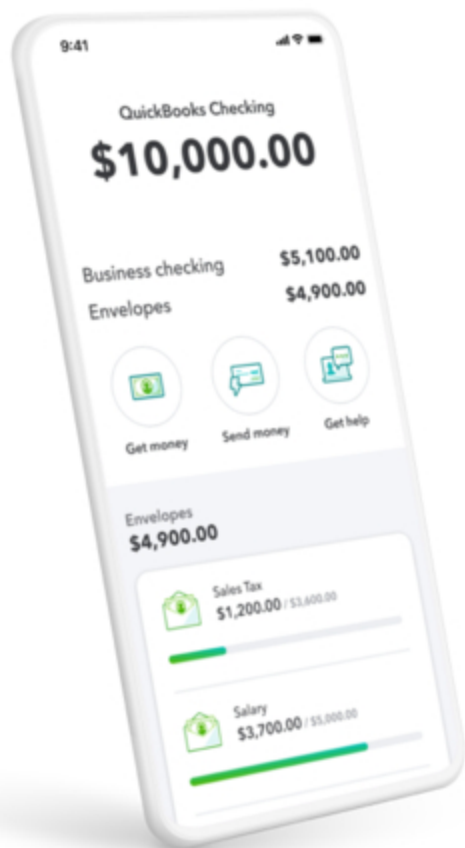 9:41
QuickBooks Checking
$10,000.00
Business checking $5,100.00
Envelopes $4,900.00
Get money Send money Get help
Envelopes
$4,900.00
Sales Tax
$1,200.00 / $3,600.00
Salary
$3,700.00 / $5,000.00